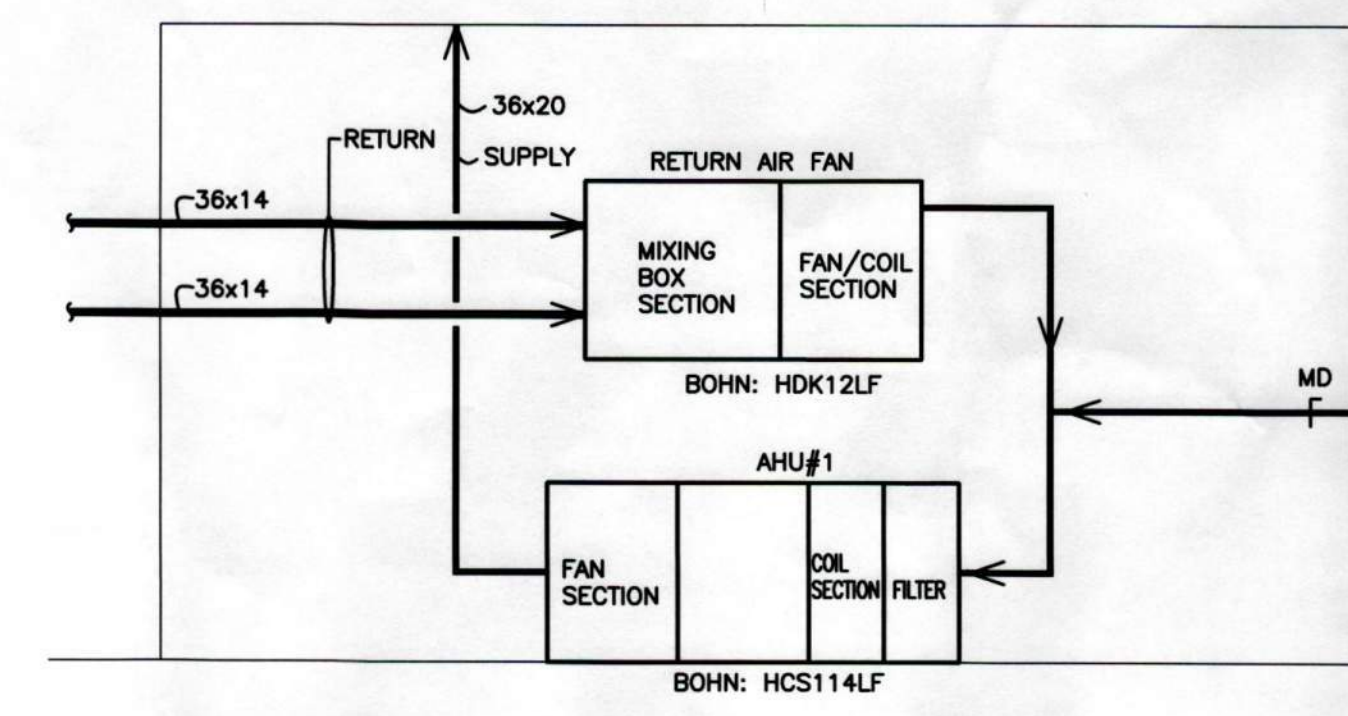 36x20
RETURN
SUPPLY
RETURN AIR FAN
36x14
MIXING
BOX
SECTION
FAN/COIL
SECTION
36x14
BOHN: HDK12LF
MD
AHU#1
FAN
SECTION
COIL
SECTION
FILTER
BOHN: HCS114LF